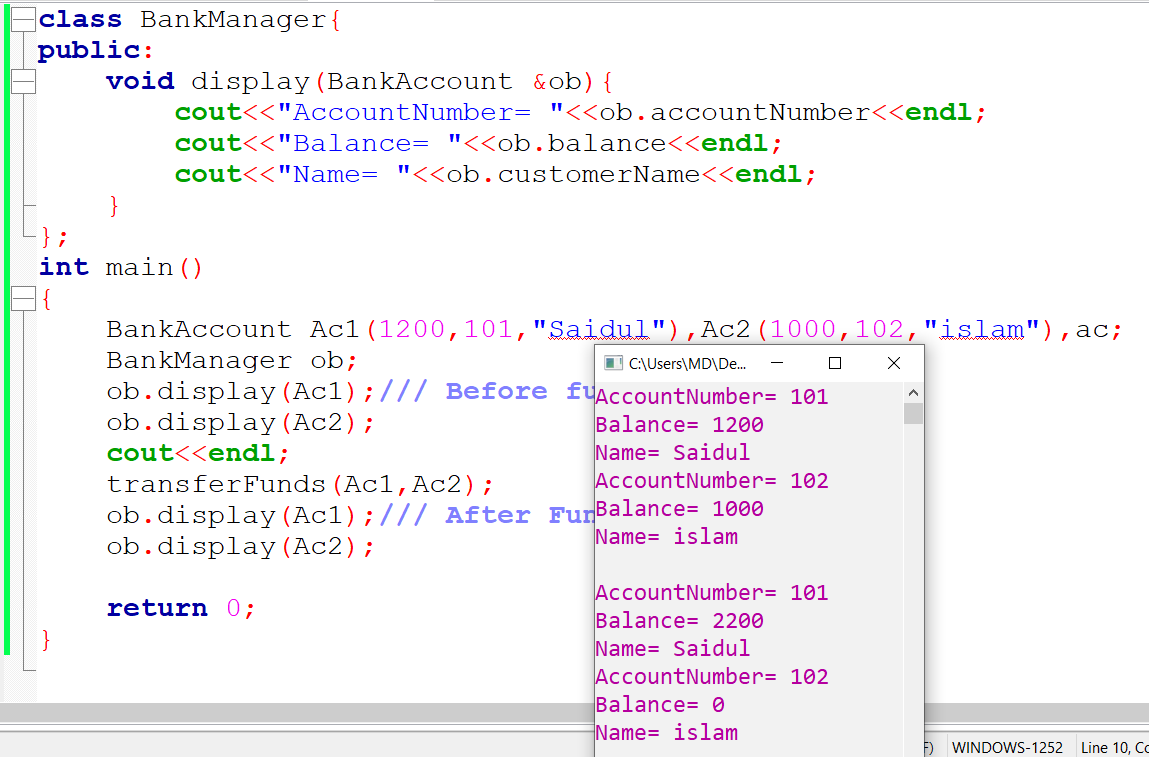 class BankManager{
public:
void display(BankAccount &ob){
cout<<"AccountNumber= "<<ob.accountNumber<<endl;
cout<<"Balance= "<<ob.balance<<endl;
cout<<"Name= "<<ob.customerName<<endl;
}
};
int main()
{
BankAccount Ac1(1200,101,"Saidul"),Ac2(1000,102,"islam"),ac;
BankManager ob;
ob.display(Ac1);/// Before
ob.display(Ac2);
cout<<endl;
transferFunds(Ac1,Ac2);
ob.display(Ac1);/// After
ob.display(Ac2);
return 0;
}
C:\Users\MD\De...
AccountNumber= 101
Balance= 1200
Name= Saidul
AccountNumber= 102
Balance= 1000
Name= islam
AccountNumber= 101
Balance= 2200
Name= Saidul
AccountNumber= 102
Balance= 0
Name= islam
WINDOWS-1252 Line 10,